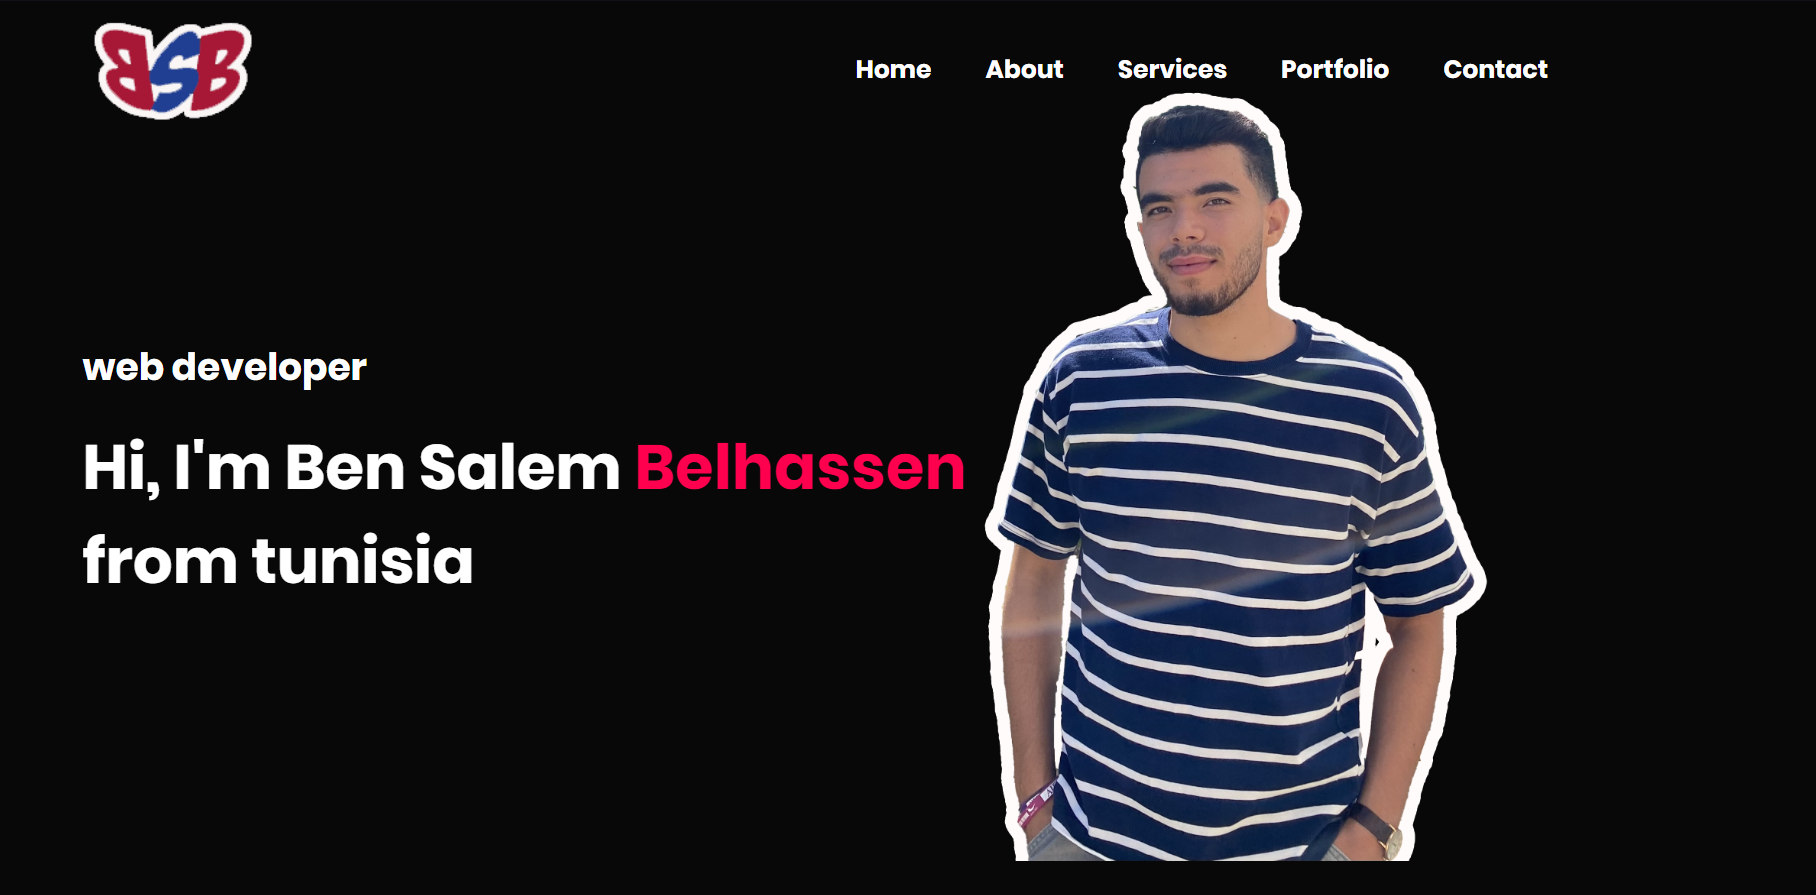 BSB
Home About Services Portfolio Contact
web developer
Hi, I'm Ben Salem Belhassen
from tunisia